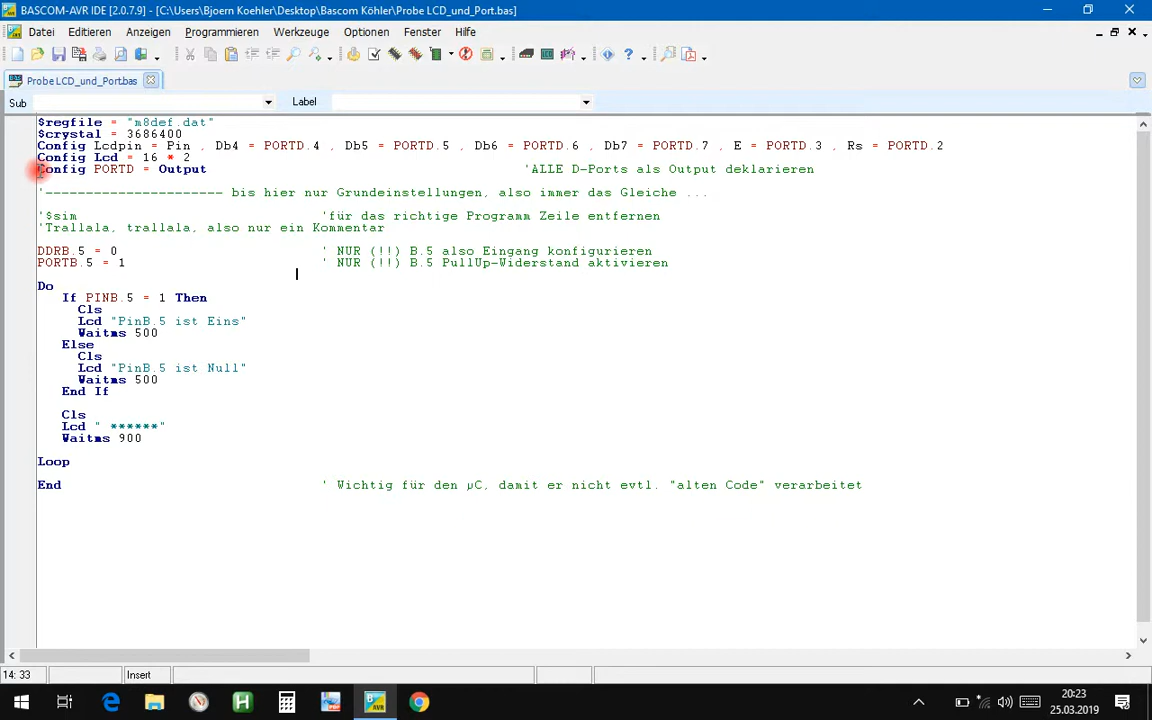 BASCOM-AVR IDE [2.0.7.9] - [C:\Users\Bjoern Koehler\Desktop\Bascom Köhler\Probe LCD_und_Port.bas]
Datei Editieren Anzeigen Programmieren Werkzeuge Optionen Fenster Hilfe
Probe LCD_und_Port.bas
Sub Label
$regfile = "m8def.dat"
$crystal = 3686400
Config Lcdpin = Pin , Db4 = PORTD.4 , Db5 = PORTD.5 , Db6 = PORTD.6 , Db7 = PORTD.7 , E = PORTD.3 , Rs = PORTD.2
Config Lcd = 16 * 2
Config PORTD = Output 'ALLE D-Ports als Output deklarieren
'---------------------- bis hier nur Grundeinstellungen, also immer das Gleiche ...
'$sim 'für das richtige Programm Zeile entfernen
'Trallala, trallala, also nur ein Kommentar
DDRB.5 = 0 ' NUR (!!) B.5 also Eingang konfigurieren
PORTB.5 = 1 ' NUR (!!) B.5 PullUp-Widerstand aktivieren
Do
If PINB.5 = 1 Then
Cls
Lcd "PinB.5 ist Eins"
Waitms 500
Else
Cls
Lcd "PinB.5 ist Null"
Waitms 500
End If
Cls
Lcd " ******"
Waitms 900
Loop
End ' Wichtig für den µC, damit er nicht evtl. "alten Code" verarbeitet
14: 33 Insert
20:23
25.03.2019